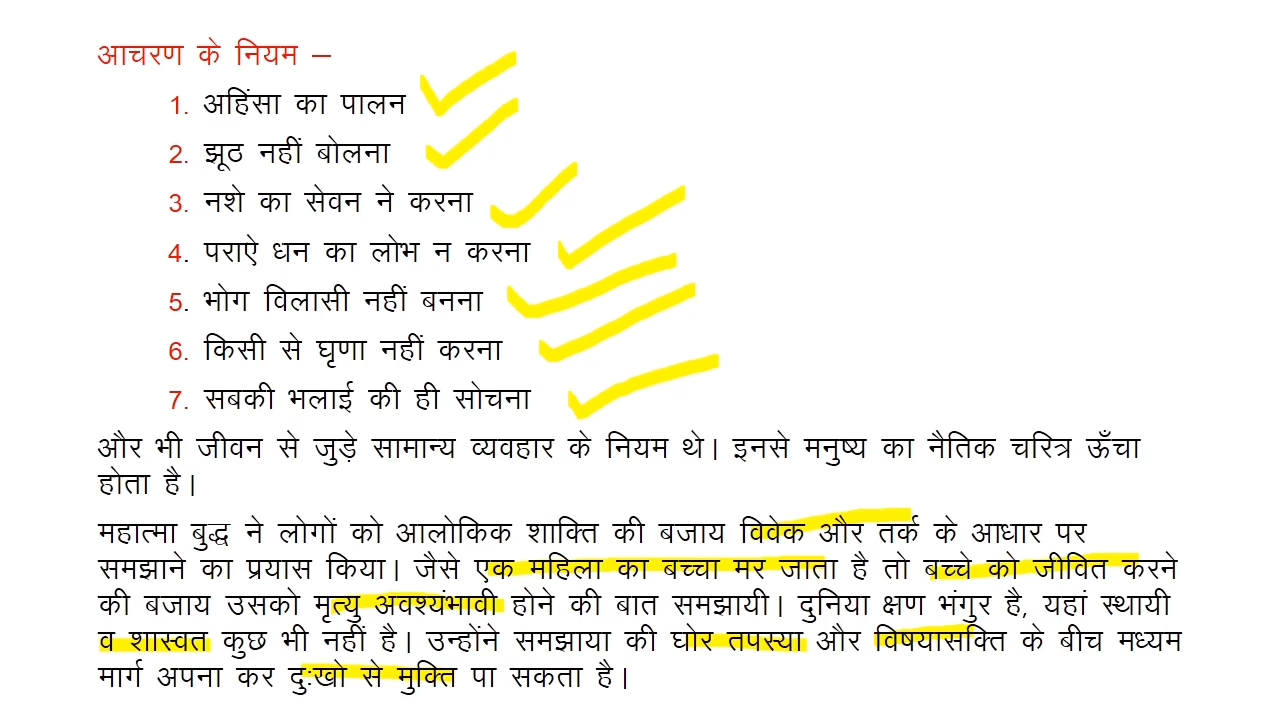 आचरण के नियम –
1. अहिंसा का पालन
2. झूठ नहीं बोलना
3. नशे का सेवन ने करना
4. पराऐ धन का लोभ न करना
5. भोग विलासी नहीं बनना
6. किसी से घृणा नहीं करना
7. सबकी भलाई की ही सोचना
और भी जीवन से जुड़े सामान्य व्यवहार के नियम थे। इनसे मनुष्य का नैतिक चरित्र ऊँचा
होता है।
महात्मा बुद्ध ने लोगों को आलोकिक शाक्ति की बजाय विवेक और तर्क के आधार पर
समझाने का प्रयास किया। जैसे एक महिला का बच्चा मर जाता है तो बच्चे को जीवित करने
की बजाय उसको मृत्यु अवश्यंभावी होने की बात समझायी। दुनिया क्षण भंगुर है, यहां स्थायी
व शास्वत कुछ भी नहीं है। उन्होंने समझाया की घोर तपस्या और विषयासक्ति के बीच मध्यम
मार्ग अपना कर दुःखो से मुक्ति पा सकता है।